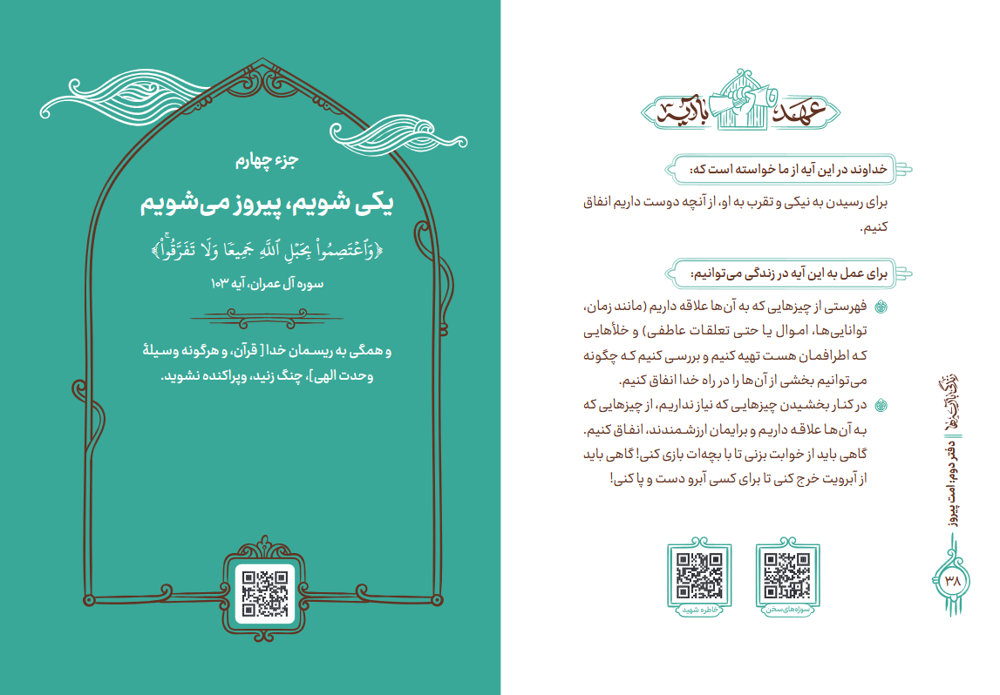 عهد با آیه
خداوند در این آیه از ما خواسته است که:
برای رسیدن به نیکی و تقرب به او، از آنچه دوست داریم انفاق
کنیم.
برای عمل به این آیه در زندگی می‌توانیم:
فهرستی از چیزهایی که به آن‌ها علاقه داریم (مانند زمان،
توانایی‌ها، اموال یا حتی تعلقات عاطفی) و خلأهایی
که اطرافمان هست تهیه کنیم و بررسی کنیم که چگونه
می‌توانیم بخشی از آن‌ها را در راه خدا انفاق کنیم.
در کنار بخشیدن چیزهایی که نیاز نداریم، از چیزهایی که
به آن‌ها علاقه داریم و برایمان ارزشمندند، انفاق کنیم.
گاهی باید از خوابت بزنی تا با بچه‌ات بازی کنی! گاهی باید
از آبرویت خرج کنی تا برای کسی آبرو دست و پا کنی!
سوژه‌های سخن
خاطره شهید
زندگی با آیه‌ها
دفتر دوم: امت پیروز
۳۸
جزء چهارم
یکی شویم، پیروز می‌شویم
﴿وَٱعۡتَصِمُواْ بِحَبۡلِ ٱللَّهِ جَمِيعٗا وَلَا تَفَرَّقُواْۚ﴾
سوره آل عمران، آیه ۱۰۳
و همگی به ریسمان خدا [ قرآن، و هرگونه وسیلهٔ
وحدت الهی]، چنگ زنید، وپراکنده نشوید.